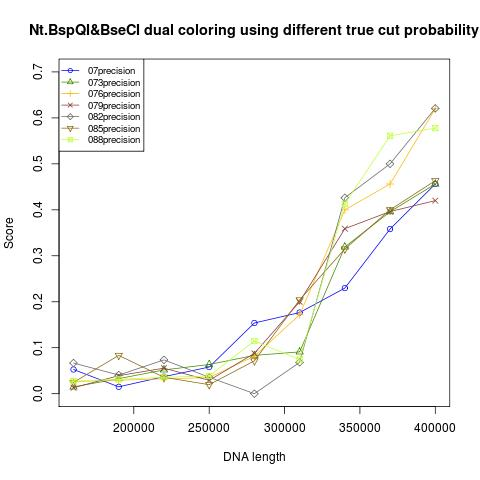 Nt.BspQI&BseCI dual coloring using different true cut probability
0.7
0.6
0.5
0.4
0.3
0.2
0.1
0.0
Score
07precision
073precision
076precision
079precision
082precision
085precision
088precision
200000 250000 300000 350000 400000
DNA length